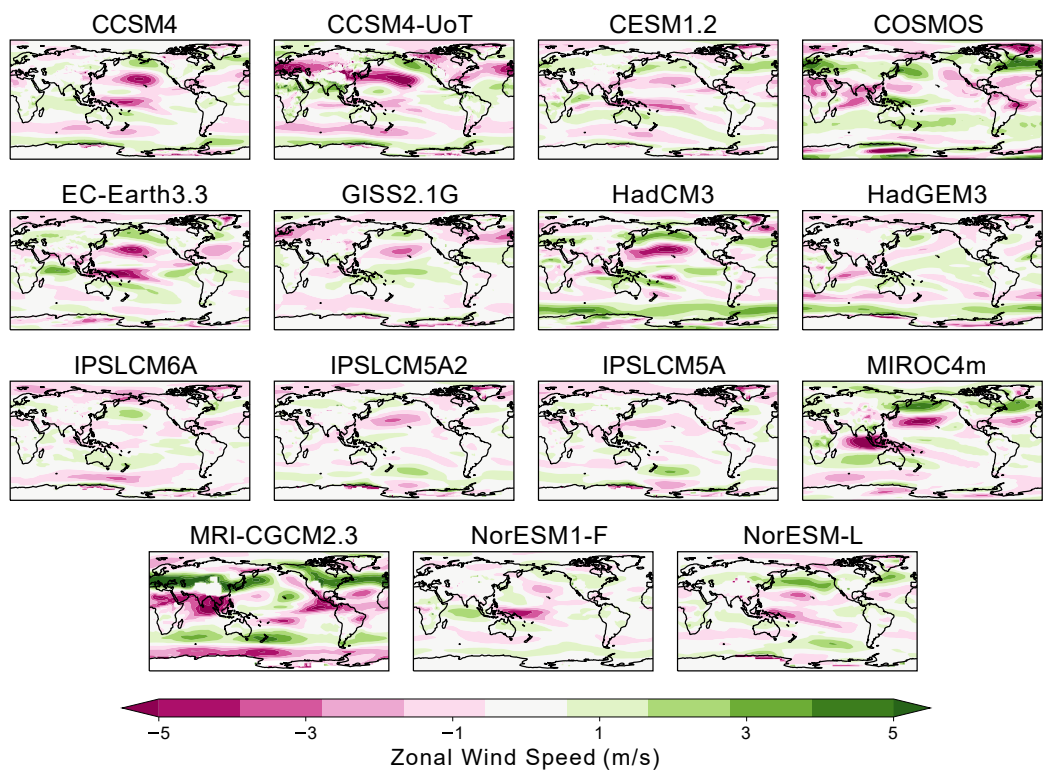 CCSM4 CCSM4-UoT CESM1.2 COSMOS
EC-Earth3.3 GISS2.1G HadCM3 HadGEM3
IPSLCM6A IPSLCM5A2 IPSLCM5A MIROC4m
MRI-CGCM2.3 NorESM1-F NorESM-L
−5 −3 −1 1 3 5
Zonal Wind Speed (m/s)